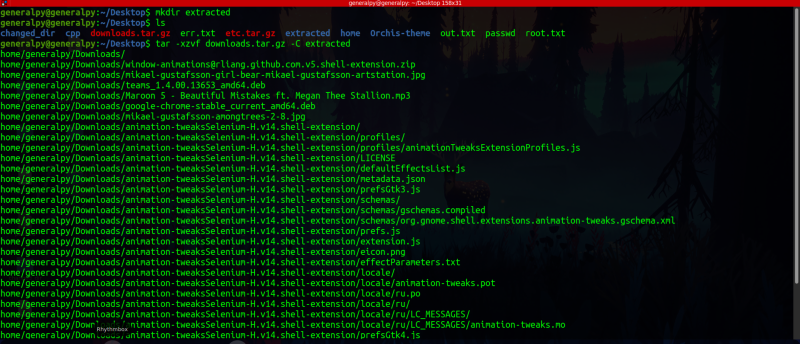 generalpy@generalpy: ~/Desktop 158x31
generalpy@generalpy:~/Desktop$ mkdir extracted
generalpy@generalpy:~/Desktop$ ls
changed_dir cpp downloads.tar.gz err.txt etc.tar.gz extracted home Orchis-theme out.txt passwd root.txt
generalpy@generalpy:~/Desktop$ tar -xzvf downloads.tar.gz -C extracted
home/generalpy/Downloads/
home/generalpy/Downloads/window-animations@rliang.github.com.v5.shell-extension.zip
home/generalpy/Downloads/mikael-gustafsson-girl-bear-mikael-gustafsson-artstation.jpg
home/generalpy/Downloads/teams_1.4.00.13653_amd64.deb
home/generalpy/Downloads/Maroon 5 - Beautiful Mistakes ft. Megan Thee Stallion.mp3
home/generalpy/Downloads/google-chrome-stable_current_amd64.deb
home/generalpy/Downloads/mikael-gustafsson-amongtrees-2-8.jpg
home/generalpy/Downloads/animation-tweaksSelenium-H.v14.shell-extension/
home/generalpy/Downloads/animation-tweaksSelenium-H.v14.shell-extension/profiles/
home/generalpy/Downloads/animation-tweaksSelenium-H.v14.shell-extension/profiles/animationTweaksExtensionProfiles.js
home/generalpy/Downloads/animation-tweaksSelenium-H.v14.shell-extension/LICENSE
home/generalpy/Downloads/animation-tweaksSelenium-H.v14.shell-extension/defaultEffectsList.js
home/generalpy/Downloads/animation-tweaksSelenium-H.v14.shell-extension/metadata.json
home/generalpy/Downloads/animation-tweaksSelenium-H.v14.shell-extension/prefsGtk3.js
home/generalpy/Downloads/animation-tweaksSelenium-H.v14.shell-extension/schemas/
home/generalpy/Downloads/animation-tweaksSelenium-H.v14.shell-extension/schemas/gschemas.compiled
home/generalpy/Downloads/animation-tweaksSelenium-H.v14.shell-extension/schemas/org.gnome.shell.extensions.animation-tweaks.gschema.xml
home/generalpy/Downloads/animation-tweaksSelenium-H.v14.shell-extension/prefs.js
home/generalpy/Downloads/animation-tweaksSelenium-H.v14.shell-extension/extension.js
home/generalpy/Downloads/animation-tweaksSelenium-H.v14.shell-extension/eicon.png
home/generalpy/Downloads/animation-tweaksSelenium-H.v14.shell-extension/effectParameters.txt
home/generalpy/Downloads/animation-tweaksSelenium-H.v14.shell-extension/locale/
home/generalpy/Downloads/animation-tweaksSelenium-H.v14.shell-extension/locale/animation-tweaks.pot
home/generalpy/Downloads/animation-tweaksSelenium-H.v14.shell-extension/locale/ru.po
home/generalpy/Downloads/animation-tweaksSelenium-H.v14.shell-extension/locale/ru/
home/generalpy/Downloads/animation-tweaksSelenium-H.v14.shell-extension/locale/ru/LC_MESSAGES/
home/generalpy/Downloads/animation-tweaksSelenium-H.v14.shell-extension/locale/ru/LC_MESSAGES/animation-tweaks.mo
home/generalpy/Downloads/animation-tweaksSelenium-H.v14.shell-extension/prefsGtk4.js
Rhythmbox